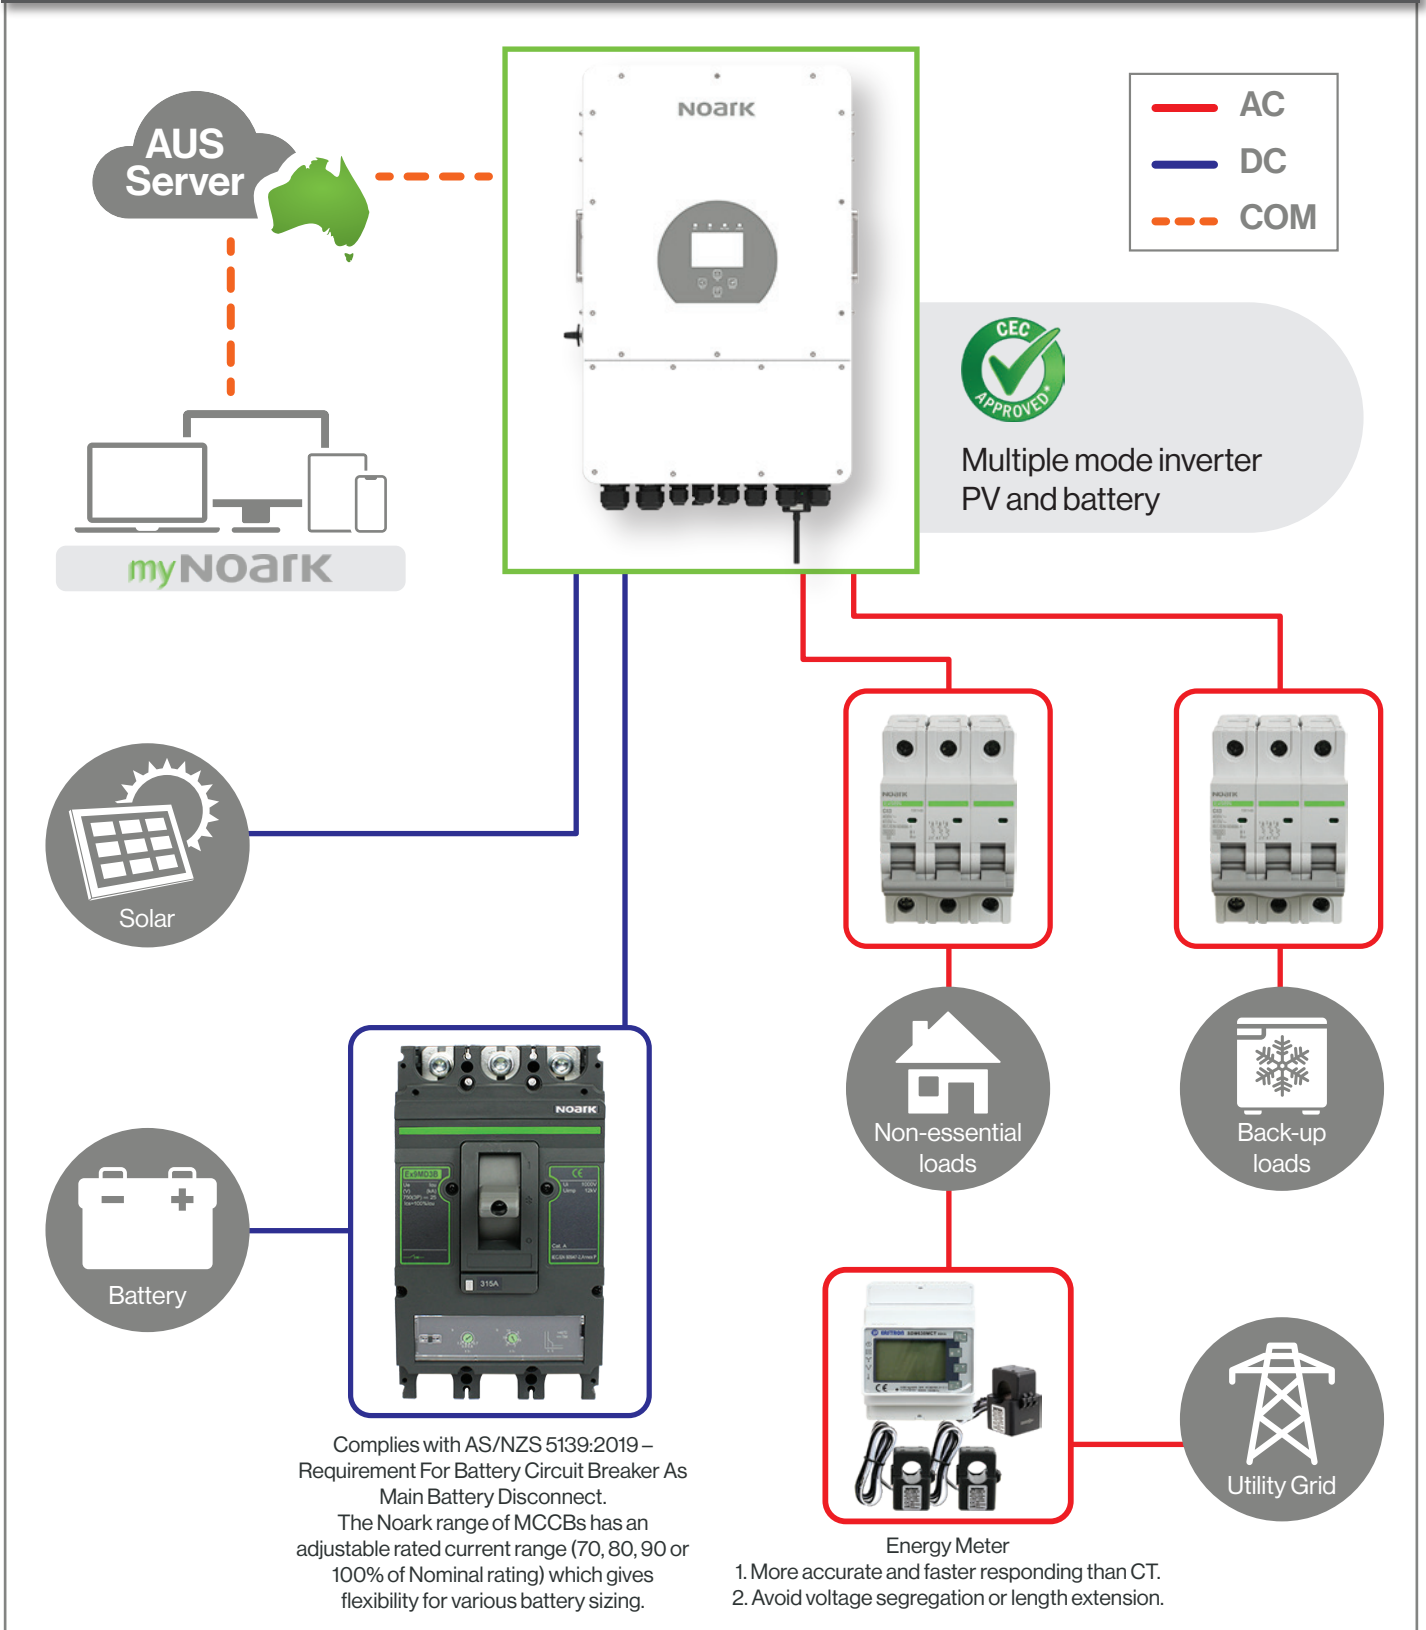 AUS
Server
NOARK
AC
DC
COM
CEC
APPROVED
Multiple mode inverter
PV and battery
myNOARK
Solar
NOARK
NOARK
Non-essential
loads
Back-up
loads
NOARK
Ex9MD3B
315A
Battery
Complies with AS/NZS 5139:2019 –
Requirement For Battery Circuit Breaker As
Main Battery Disconnect.
The Noark range of MCCBs has an
adjustable rated current range (70, 80, 90 or
100% of Nominal rating) which gives
flexibility for various battery sizing.
Utility Grid
Energy Meter
1. More accurate and faster responding than CT.
2. Avoid voltage segregation or length extension.